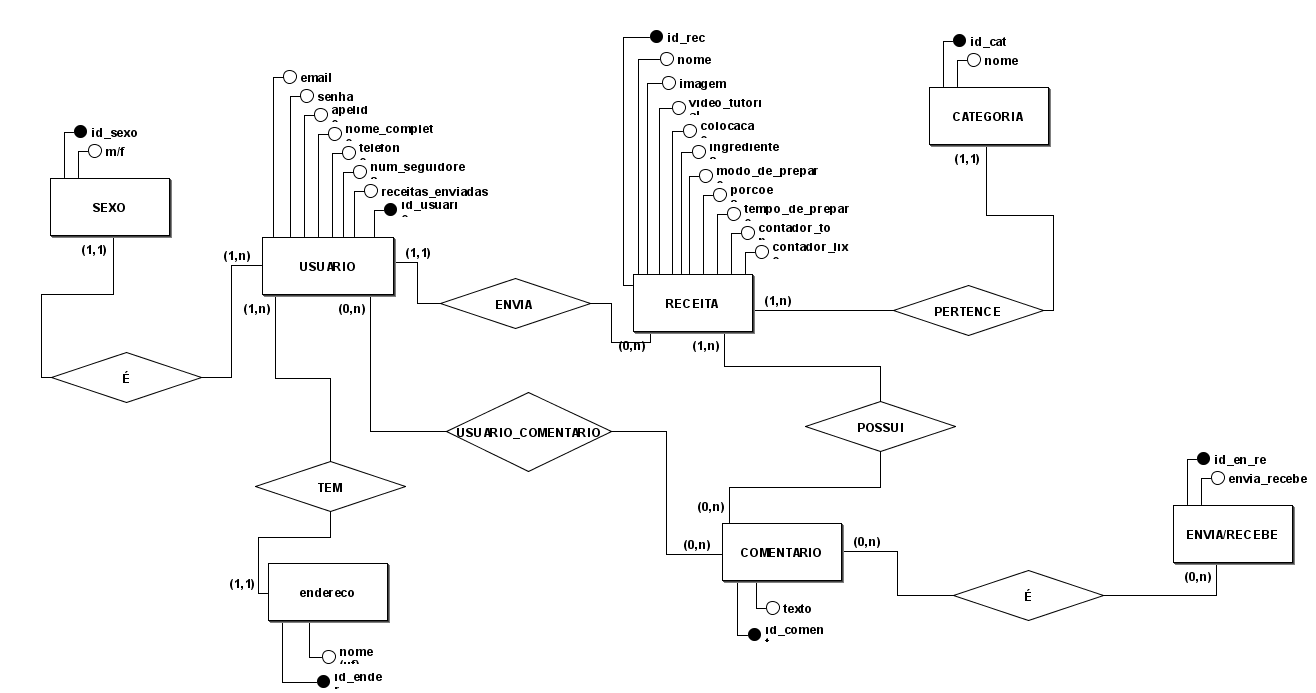 id_rec
nome
imagem
video_tutori
colocaca
ingrediente
modo_de_prepar
porcoe
tempo_de_prepar
contador_to
contador_lix
RECEITA
id_cat
nome
CATEGORIA
(1,1)
email
senha
apelid
nome_complet
telefon
num_seguidore
receitas_enviadas
id_usuari
USUARIO
id_sexo
m/f
SEXO
(1,1)
(1,n)
(1,1)
(1,n)
(0,n)
ENVIA
(0,n)
(1,n)
(1,n)
PERTENCE
É
USUARIO_COMENTARIO
POSSUI
TEM
(0,n)
(0,n)
COMENTARIO
(0,n)
texto
id_comen
id_en_re
envia_recebe
ENVIA/RECEBE
(0,n)
É
(1,1)
endereco
nome
(uf)
id_ende